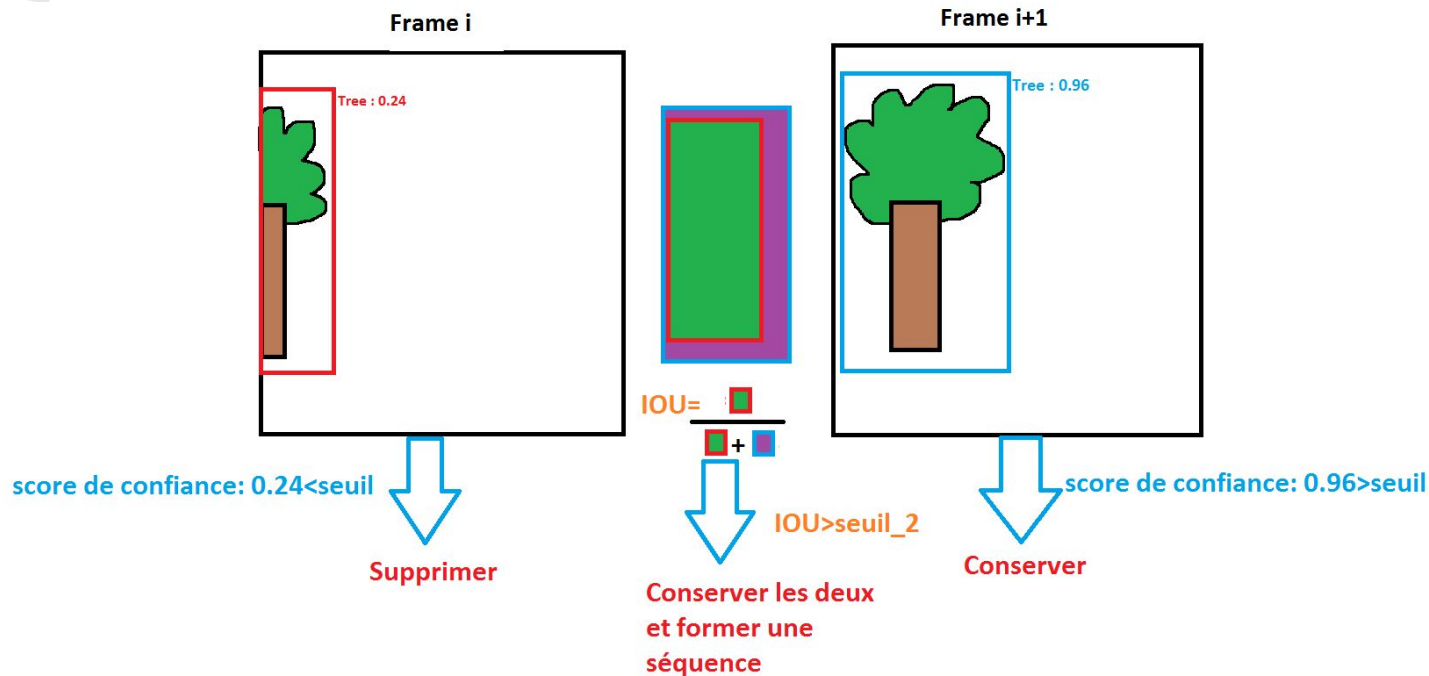 Frame i
Frame i+1
Tree : 0.24
Tree : 0.96
IOU=
+
score de confiance: 0.24<seuil
IOU>seuil_2
score de confiance: 0.96>seuil
Supprimer
Conserver les deux
et former une
séquence
Conserver